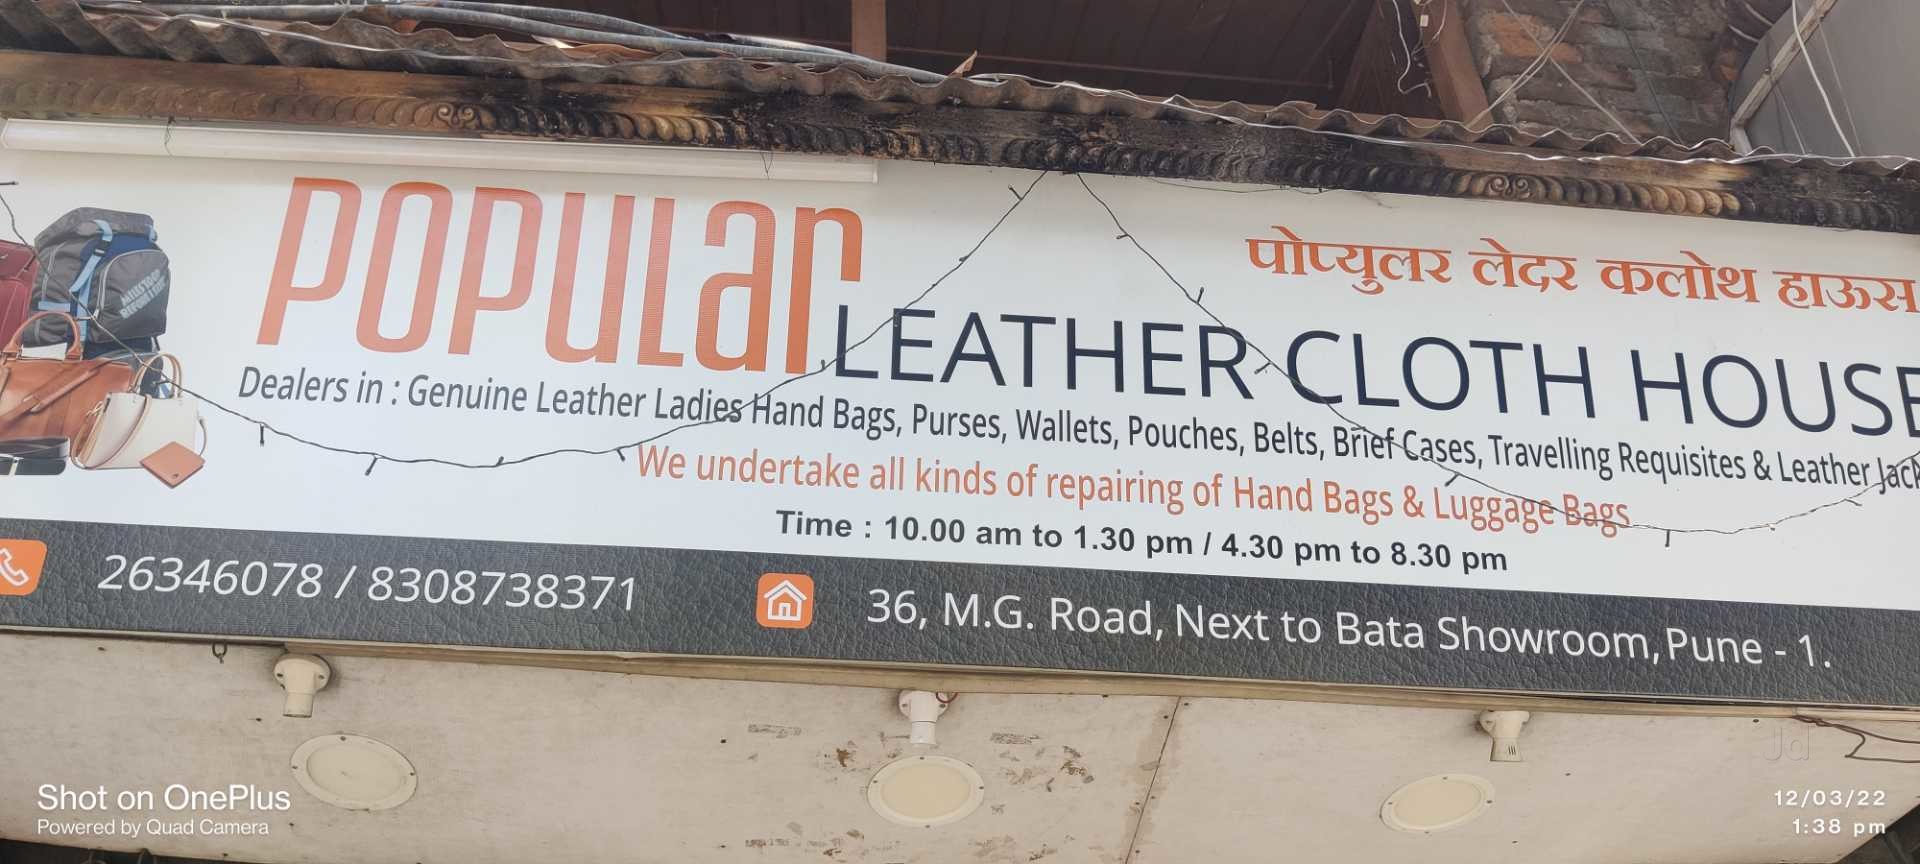 POPULAR
पोप्युलर लेदर कलोथ हाऊस
LEATHER CLOTH HOUSE
Dealers in : Genuine Leather Ladies Hand Bags, Purses, Wallets, Pouches, Belts, Brief Cases, Travelling Requisites & Leather Jack
We undertake all kinds of repairing of Hand Bags & Luggage Bags
Time : 10.00 am to 1.30 pm / 4.30 pm to 8.30 pm
26346078 / 8308738371
36, M.G. Road, Next to Bata Showroom, Pune - 1.
Shot on OnePlus
Powered by Quad Camera
Jd
12/03/22
1:38 pm